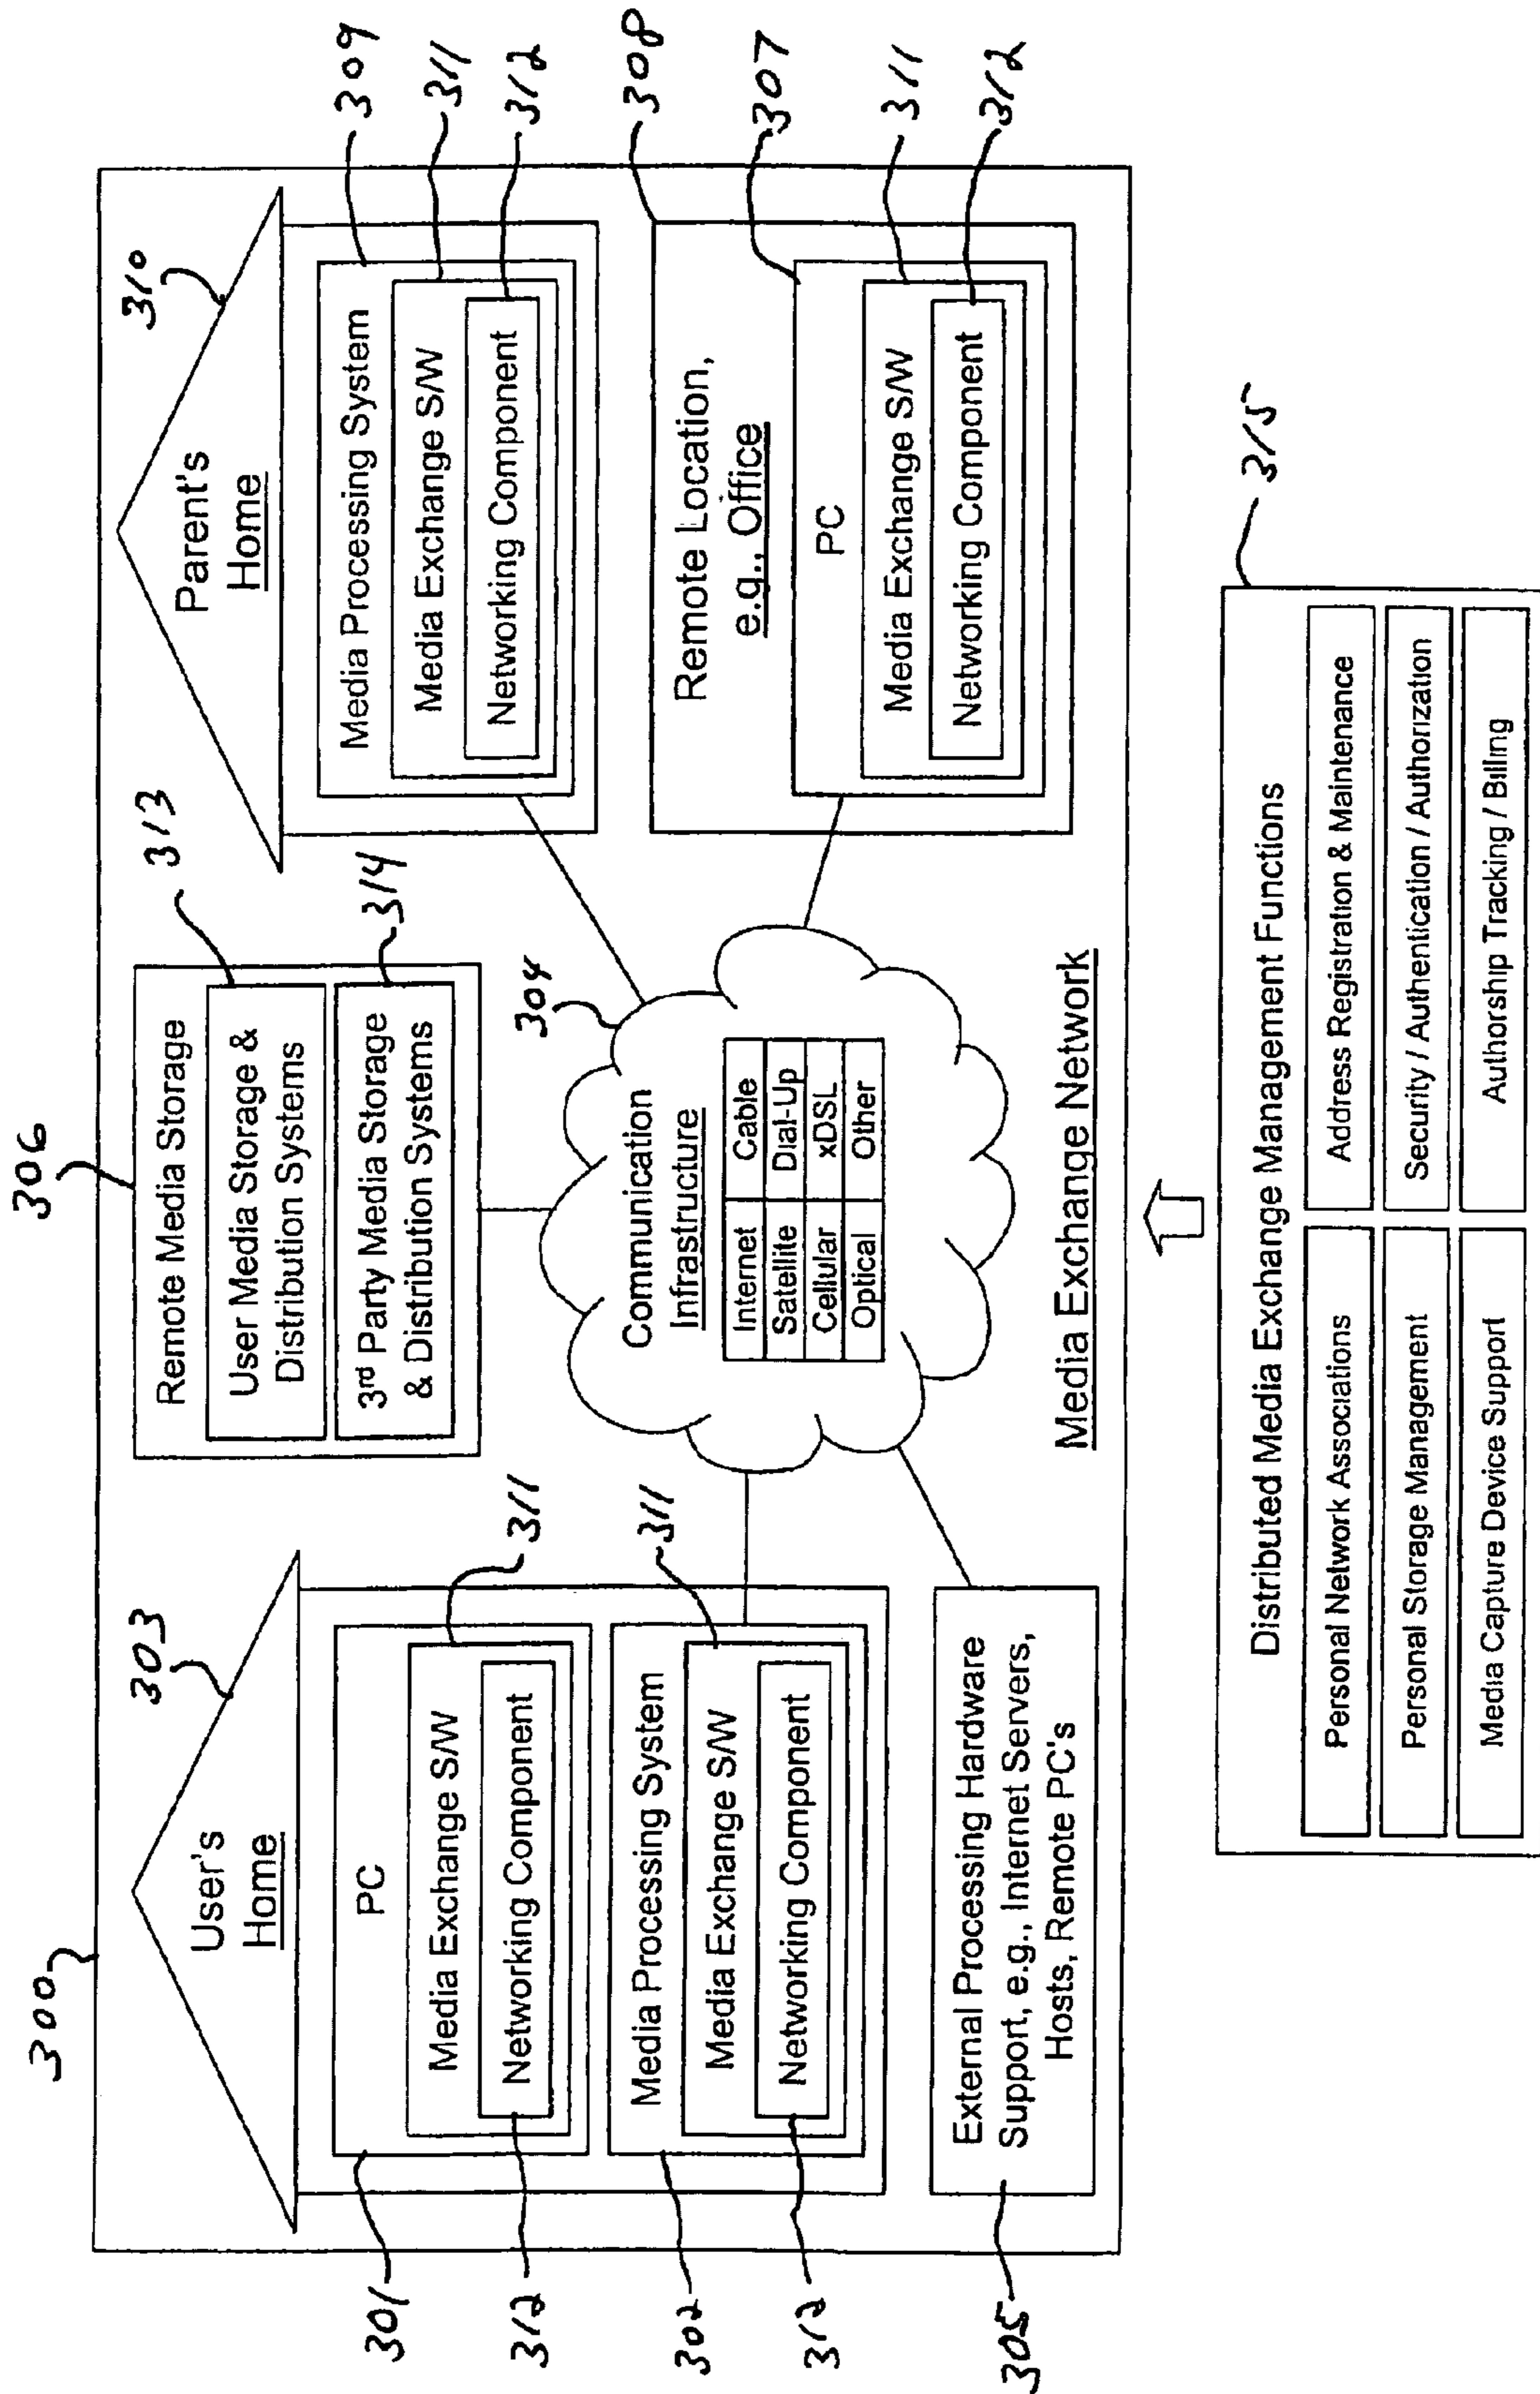 300
303
User's
Home
301
PC
Media Exchange S/W
311
Networking Component
312
302
Media Processing System
Media Exchange S/W
311
Networking Component
312
305
External Processing Hardware
Support, e.g., Internet Servers,
Hosts, Remote PC's
306
Remote Media Storage
313
User Media Storage &
Distribution Systems
314
3rd Party Media Storage
& Distribution Systems
304
Communication
Infrastructure
Internet Cable
Satellite Dial-Up
Cellular xDSL
Optical Other
Media Exchange Network
310
Parent's
Home
309
Media Processing System
311
Media Exchange S/W
312
Networking Component
308
Remote Location,
e.g., Office
307
PC
311
Media Exchange S/W
312
Networking Component
315
Distributed Media Exchange Management Functions
Personal Network Associations
Address Registration & Maintenance
Personal Storage Management
Security / Authentication / Authorization
Media Capture Device Support
Authorship Tracking / Billing